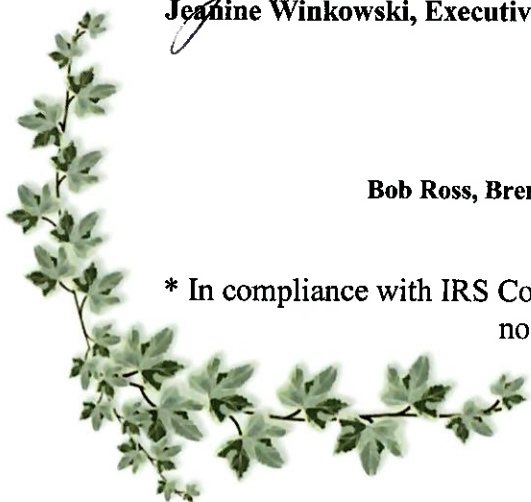 Jeanine Winkowski, Executiv
Bob Ross, Bren
* In compliance with IRS Co
no